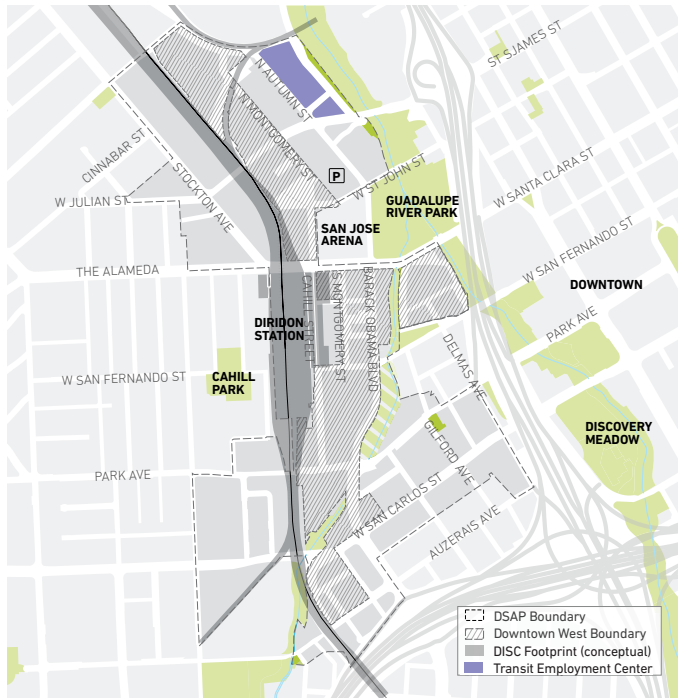 ST SJAMES ST
N AUTUMN ST
N MONTGOMERY ST
CINNABAR ST
STOCKTON AVE
P
W ST JOHN ST
W SANTA CLARA ST
W JULIAN ST
GUADALUPE
RIVER PARK
SAN JOSE
ARENA
W SAN FERNANDO ST
THE ALAMEDA
DOWNTOWN
CAHILL STREET
S MONTGOMERY ST
BARACK OBAMA BLVD
DIRIDON
STATION
PARK AVE
DELMAS AVE
W SAN FERNANDO ST
CAHILL
PARK
GILFORD AVE
DISCOVERY
MEADOW
PARK AVE
W SAN CARLOS ST
AUZERAIS AVE
DSAP Boundary
Downtown West Boundary
DISC Footprint (conceptual)
Transit Employment Center